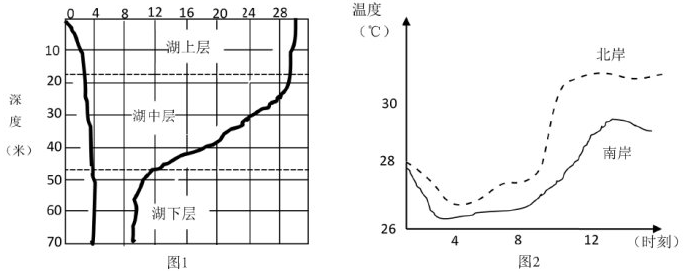 0 4 8 12 16 20 24 28
10
20
30
40
50
60
70
深
度
(米)
湖上层
湖中层
湖下层
图1
温度
(℃)
30
28
26
4 8 12 (时刻)
北岸
南岸
图2